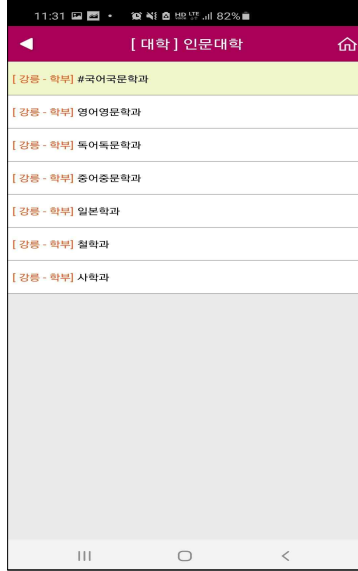 11:31 82%
[ 대학 ] 인문대학
[ 강릉 - 학부] #국어국문학과
[ 강릉 - 학부] 영어영문학과
[ 강릉 - 학부] 독어독문학과
[ 강릉 - 학부] 중어중문학과
[ 강릉 - 학부] 일본학과
[ 강릉 - 학부] 철학과
[ 강릉 - 학부] 사학과